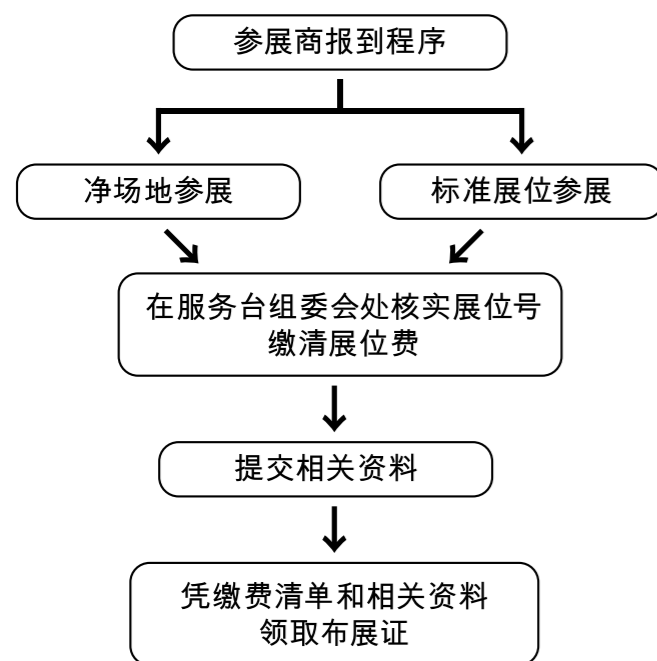 参展商报到程序
净场地参展
标准展位参展
在服务台组委会处核实展位号
缴清展位费
提交相关资料
凭缴费清单和相关资料
领取布展证